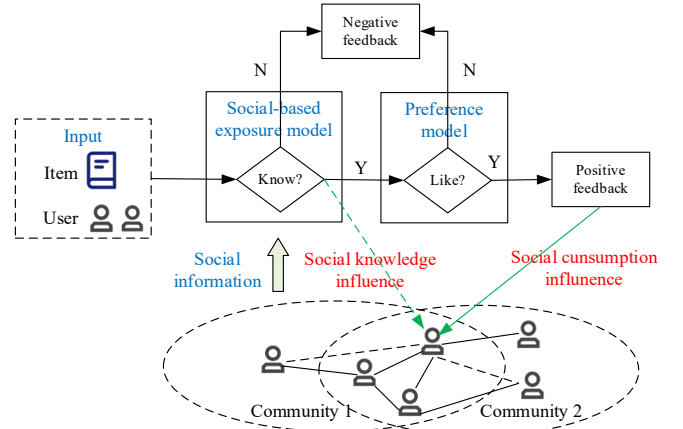 Negative
feedback
N
N
Social-based
exposure model
Preference
model
Input
Item
User
Know?
Y
Like?
Y
Positive
feedback
Social
information
Social knowledge
influence
Social cunsumption
influnence
Community 1
Community 2